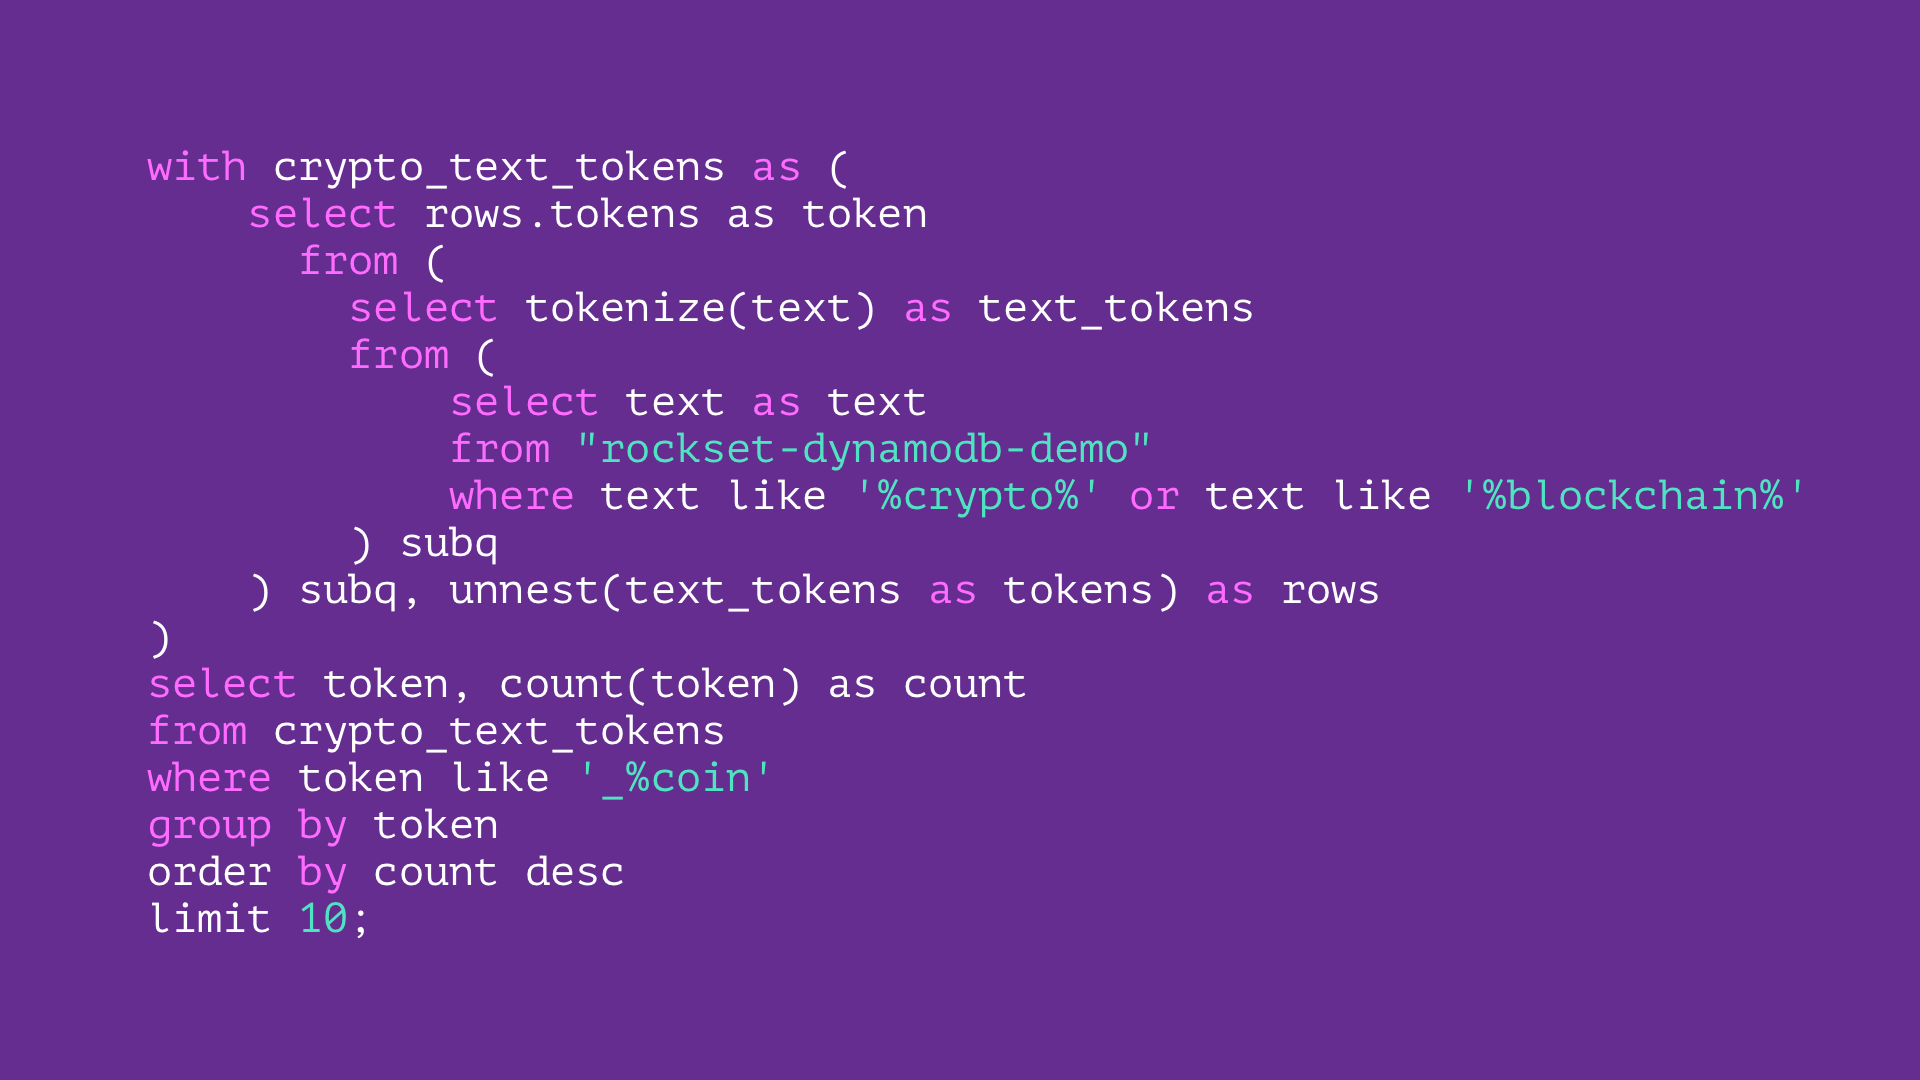 with crypto_text_tokens as (
    select rows.tokens as token
      from (
        select tokenize(text) as text_tokens
        from (
            select text as text
            from "rockset-dynamodb-demo"
            where text like '%crypto%' or text like '%blockchain%'
        ) subq
    ) subq, unnest(text_tokens as tokens) as rows
)
select token, count(token) as count
from crypto_text_tokens
where token like '_%coin'
group by token
order by count desc
limit 10;